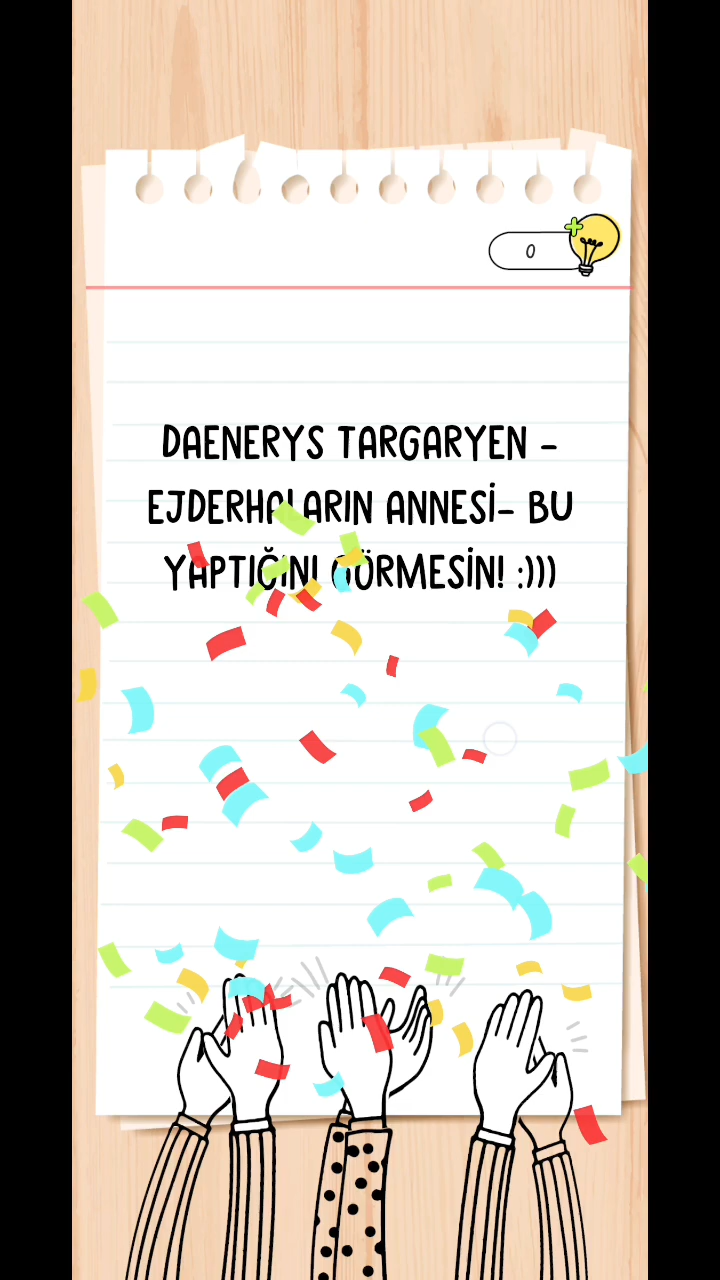 0
DAENERYS TARGARYEN -
EJDERHALARIN ANNESİ- BU
YAPTIĞINI GÖRMESİN! :)))